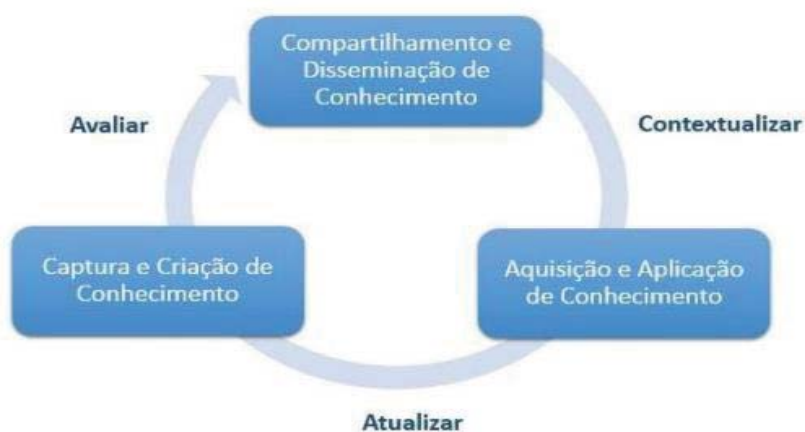 Compartilhamento e
Disseminação de
Conhecimento
Avaliar
Contextualizar
Captura e Criação de
Conhecimento
Aquisição e Aplicação
de Conhecimento
Atualizar